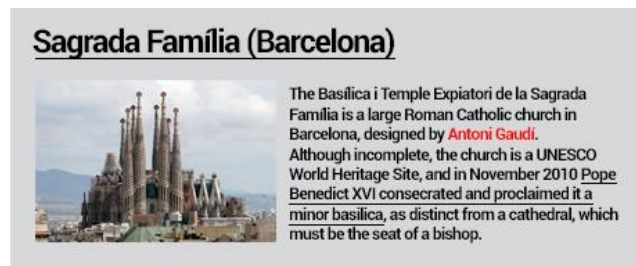 Sagrada Família (Barcelona)
The Basílica i Temple Expiatori de la Sagrada
Família is a large Roman Catholic church in
Barcelona, designed by Antoni Gaudí.
Although incomplete, the church is a UNESCO
World Heritage Site, and in November 2010 Pope
Benedict XVI consecrated and proclaimed it a
minor basilica, as distinct from a cathedral, which
must be the seat of a bishop.